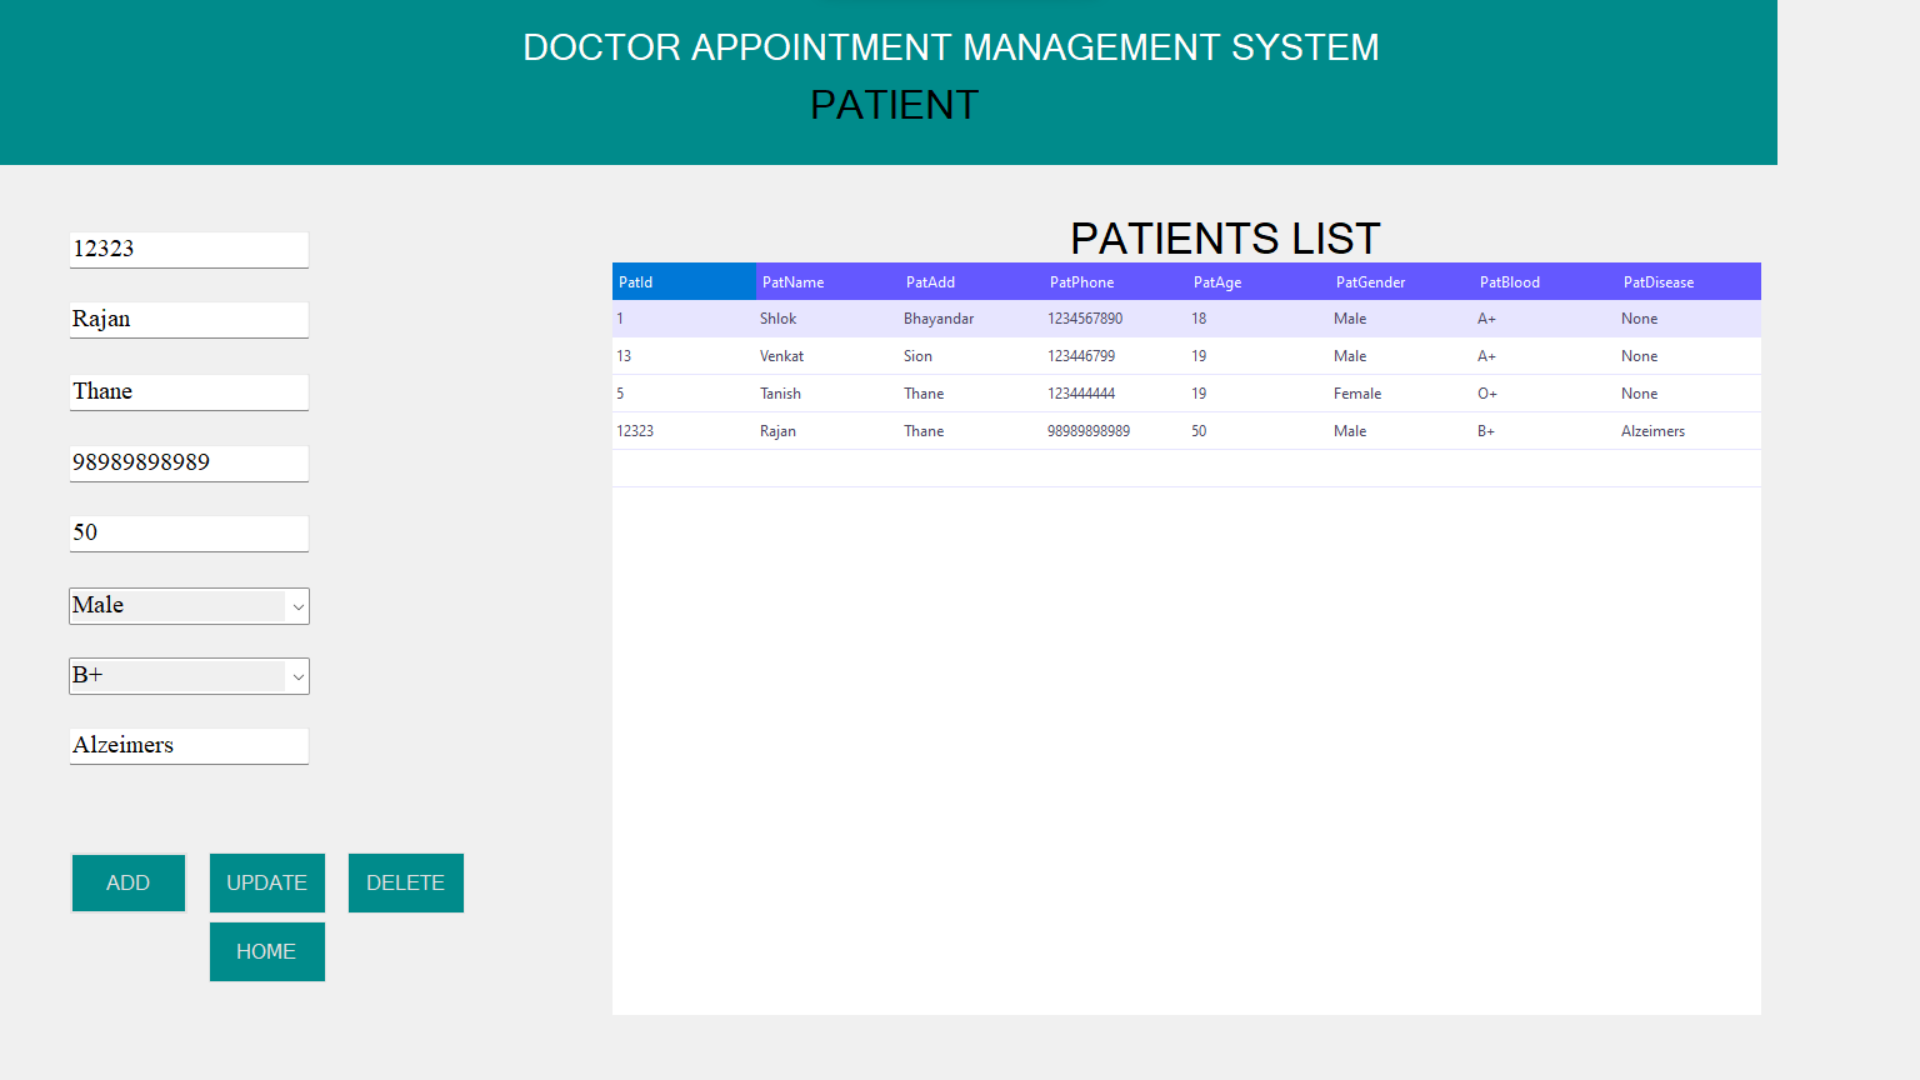 DOCTOR APPOINTMENT MANAGEMENT SYSTEM
PATIENT
12323
Rajan
Thane
98989898989
50
Male
B+
Alzeimers
ADD UPDATE DELETE
HOME
PATIENTS LIST
PatId PatName PatAdd PatPhone PatAge PatGender PatBlood PatDisease
1 Shlok Bhayandar 1234567890 18 Male A+ None
13 Venkat Sion 123446799 19 Male A+ None
5 Tanish Thane 123444444 19 Female O+ None
12323 Rajan Thane 98989898989 50 Male B+ Alzeimers